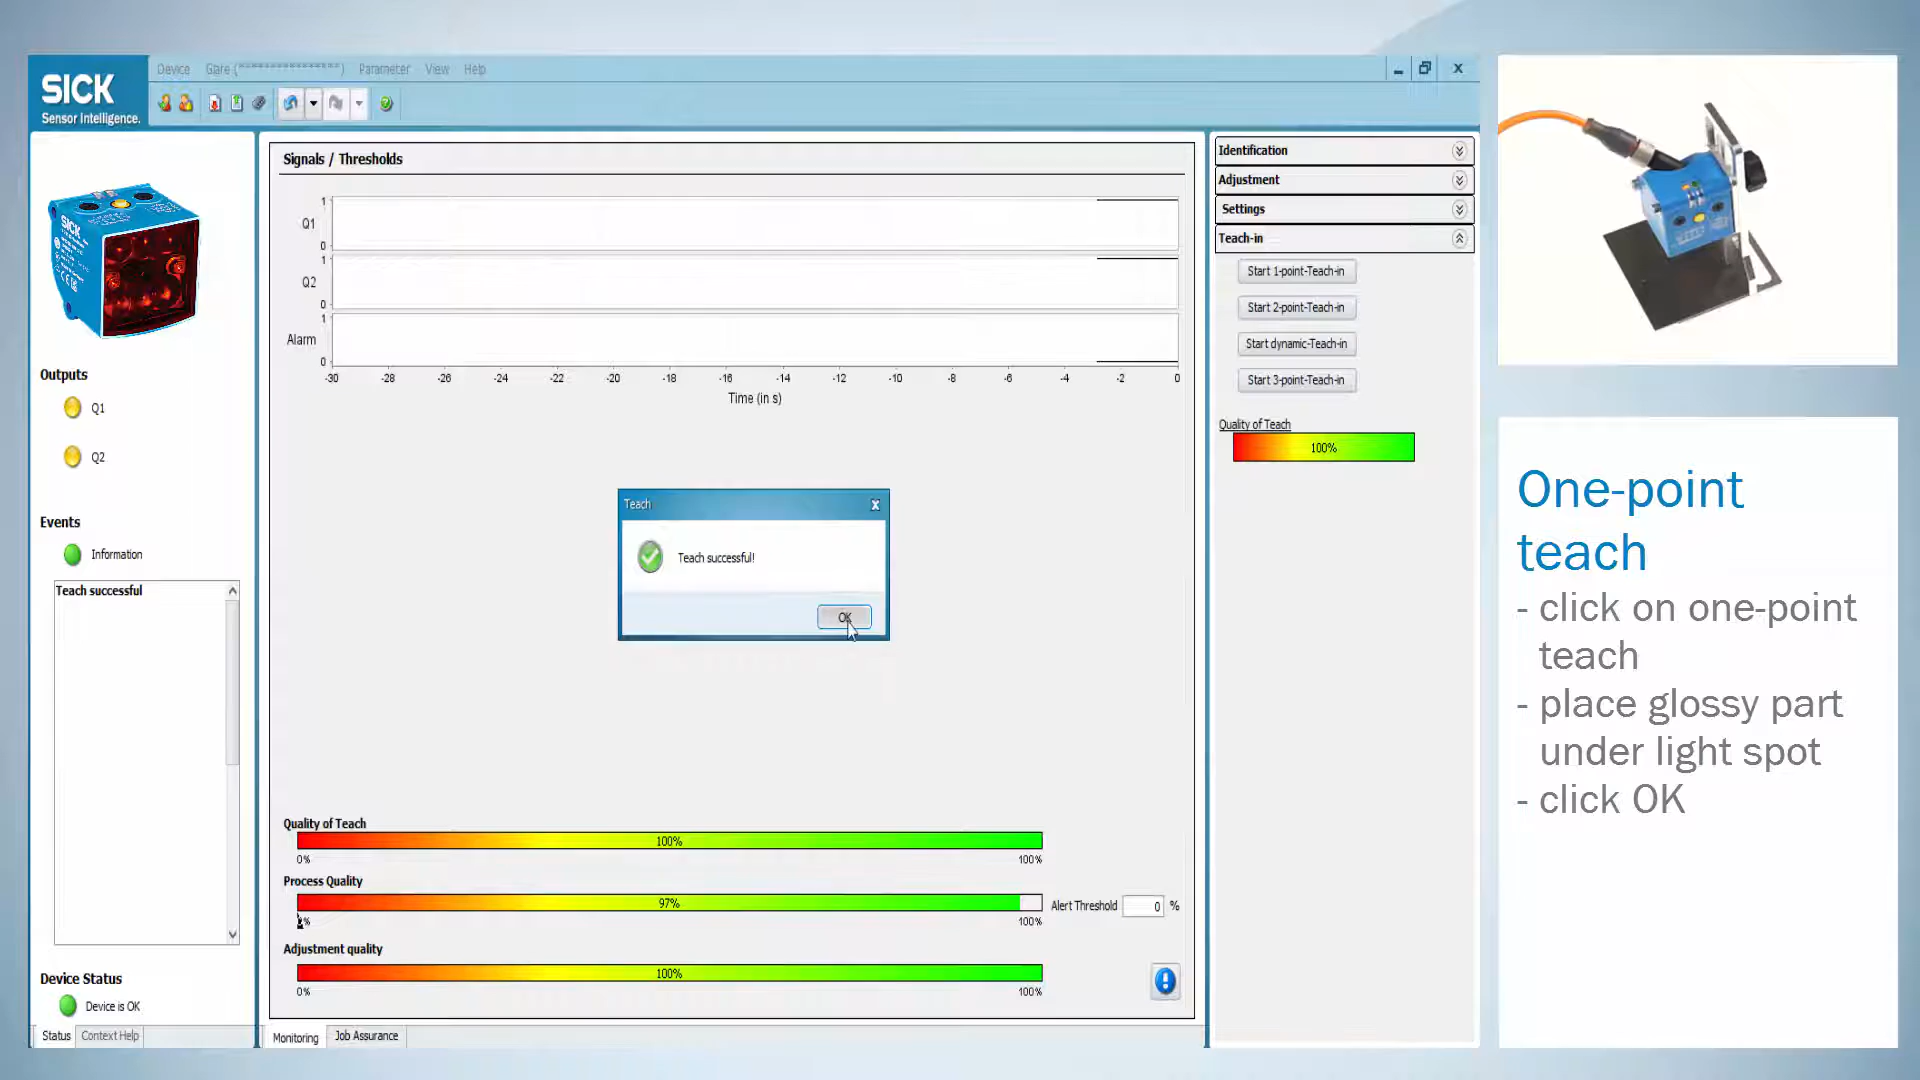 SICK
Sensor Intelligence.
Device Glare (******************) Parameter View Help
SICK
Outputs
Q1
Q2
Events
Information
Teach successful
Device Status
Device is OK
Status Context Help
Signals / Thresholds
1
Q1
0
1
Q2
0
1
Alarm
0
-30 -28 -26 -24 -22 -20 -18 -16 -14 -12 -10 -8 -6 -4 -2 0
Time (in s)
Teach
Teach successful!
OK
Quality of Teach
100%
0% 100%
Process Quality
97%
Alert Threshold 0 %
% 100%
Adjustment quality
100%
0% 100%
Monitoring Job Assurance
Identification
Adjustment
Settings
Teach-in
Start 1-point-Teach-in
Start 2-point-Teach-in
Start dynamic-Teach-in
Start 3-point-Teach-in
Quality of Teach
100%
One-point
teach
- click on one-point
teach
- place glossy part
under light spot
- click OK